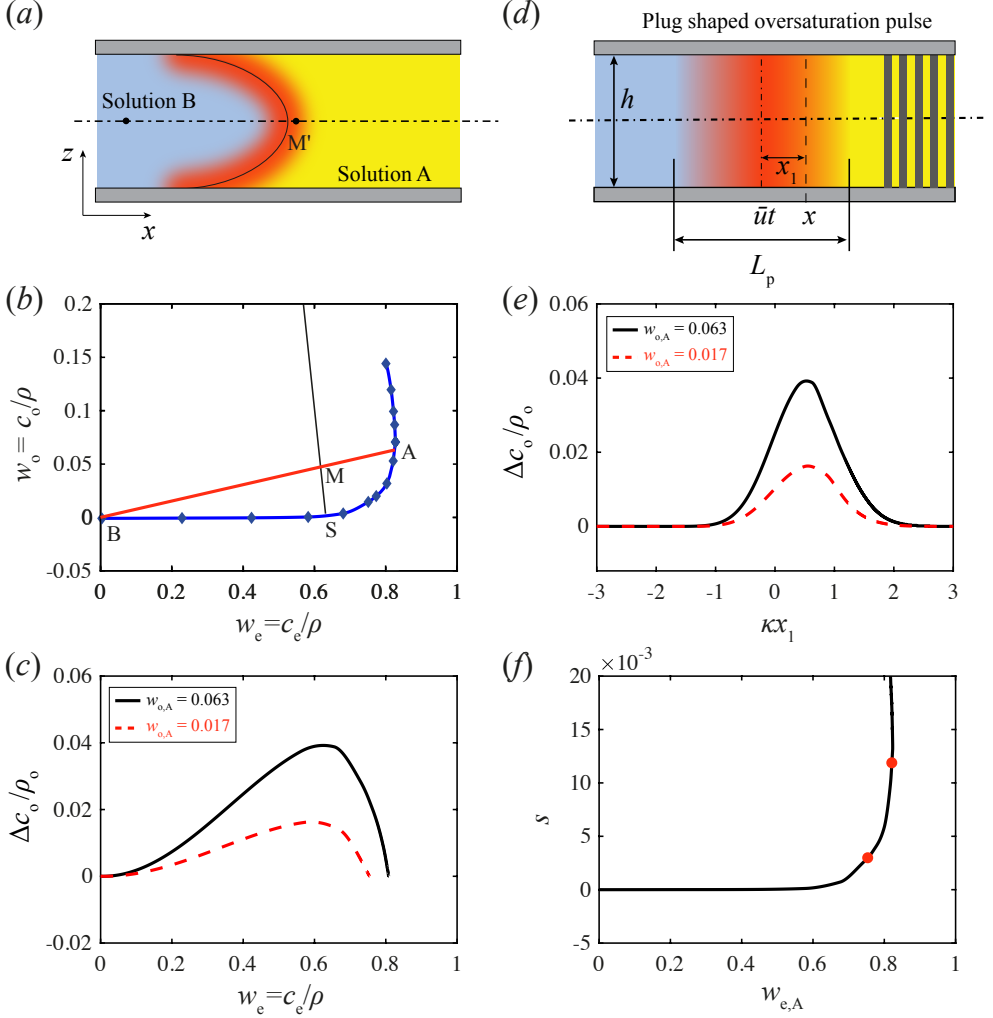 (a)
Solution B
M'
Solution A
z
x
(d)
Plug shaped oversaturation pulse
h
x₁
ūt
x
Lₚ
(b)
wₒ = cₒ/ρ
0.2
0.15
0.1
0.05
0
-0.05
A
M
B
S
0
0.2
0.4
0.6
0.8
1
wₑ=cₑ/ρ
(e)
Δcₒ/ρₒ
0.06
0.04
0.02
0
w₀,A = 0.063
w₀,A = 0.017
-3
-2
-1
0
1
2
3
κx₁
(c)
Δcₒ/ρₒ
0.06
0.04
0.02
0
-0.02
w₀,A = 0.063
w₀,A = 0.017
0
0.2
0.4
0.6
0.8
1
wₑ=cₑ/ρ
(f)
×10⁻³
s
20
15
10
5
0
-5
0
0.2
0.4
0.6
0.8
1
wₑ,A